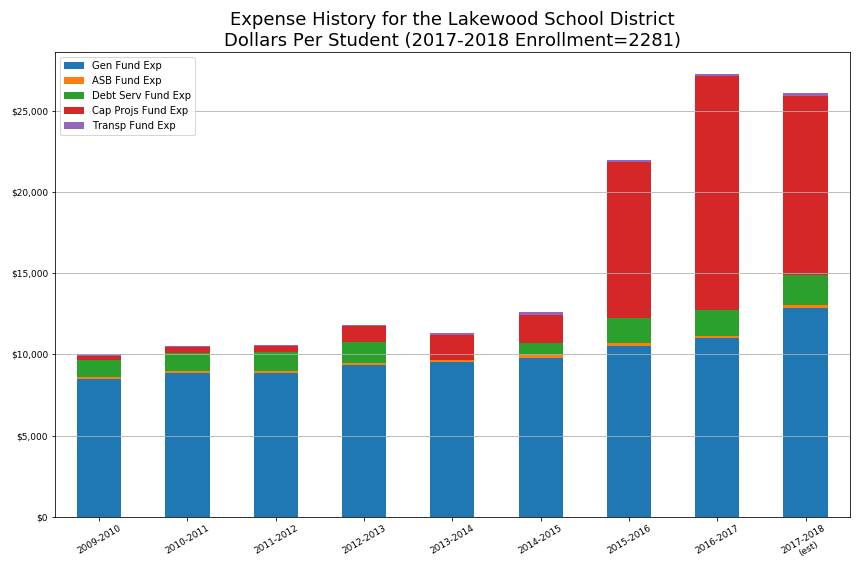 Expense History for the Lakewood School District
Dollars Per Student (2017-2018 Enrollment=2281)
Gen Fund Exp
ASB Fund Exp
Debt Serv Fund Exp
Cap Projs Fund Exp
Transp Fund Exp
$25,000
$20,000
$15,000
$10,000
$5,000
$0
2009-2010
2010-2011
2011-2012
2012-2013
2013-2014
2014-2015
2015-2016
2016-2017
2017-2018
(est)